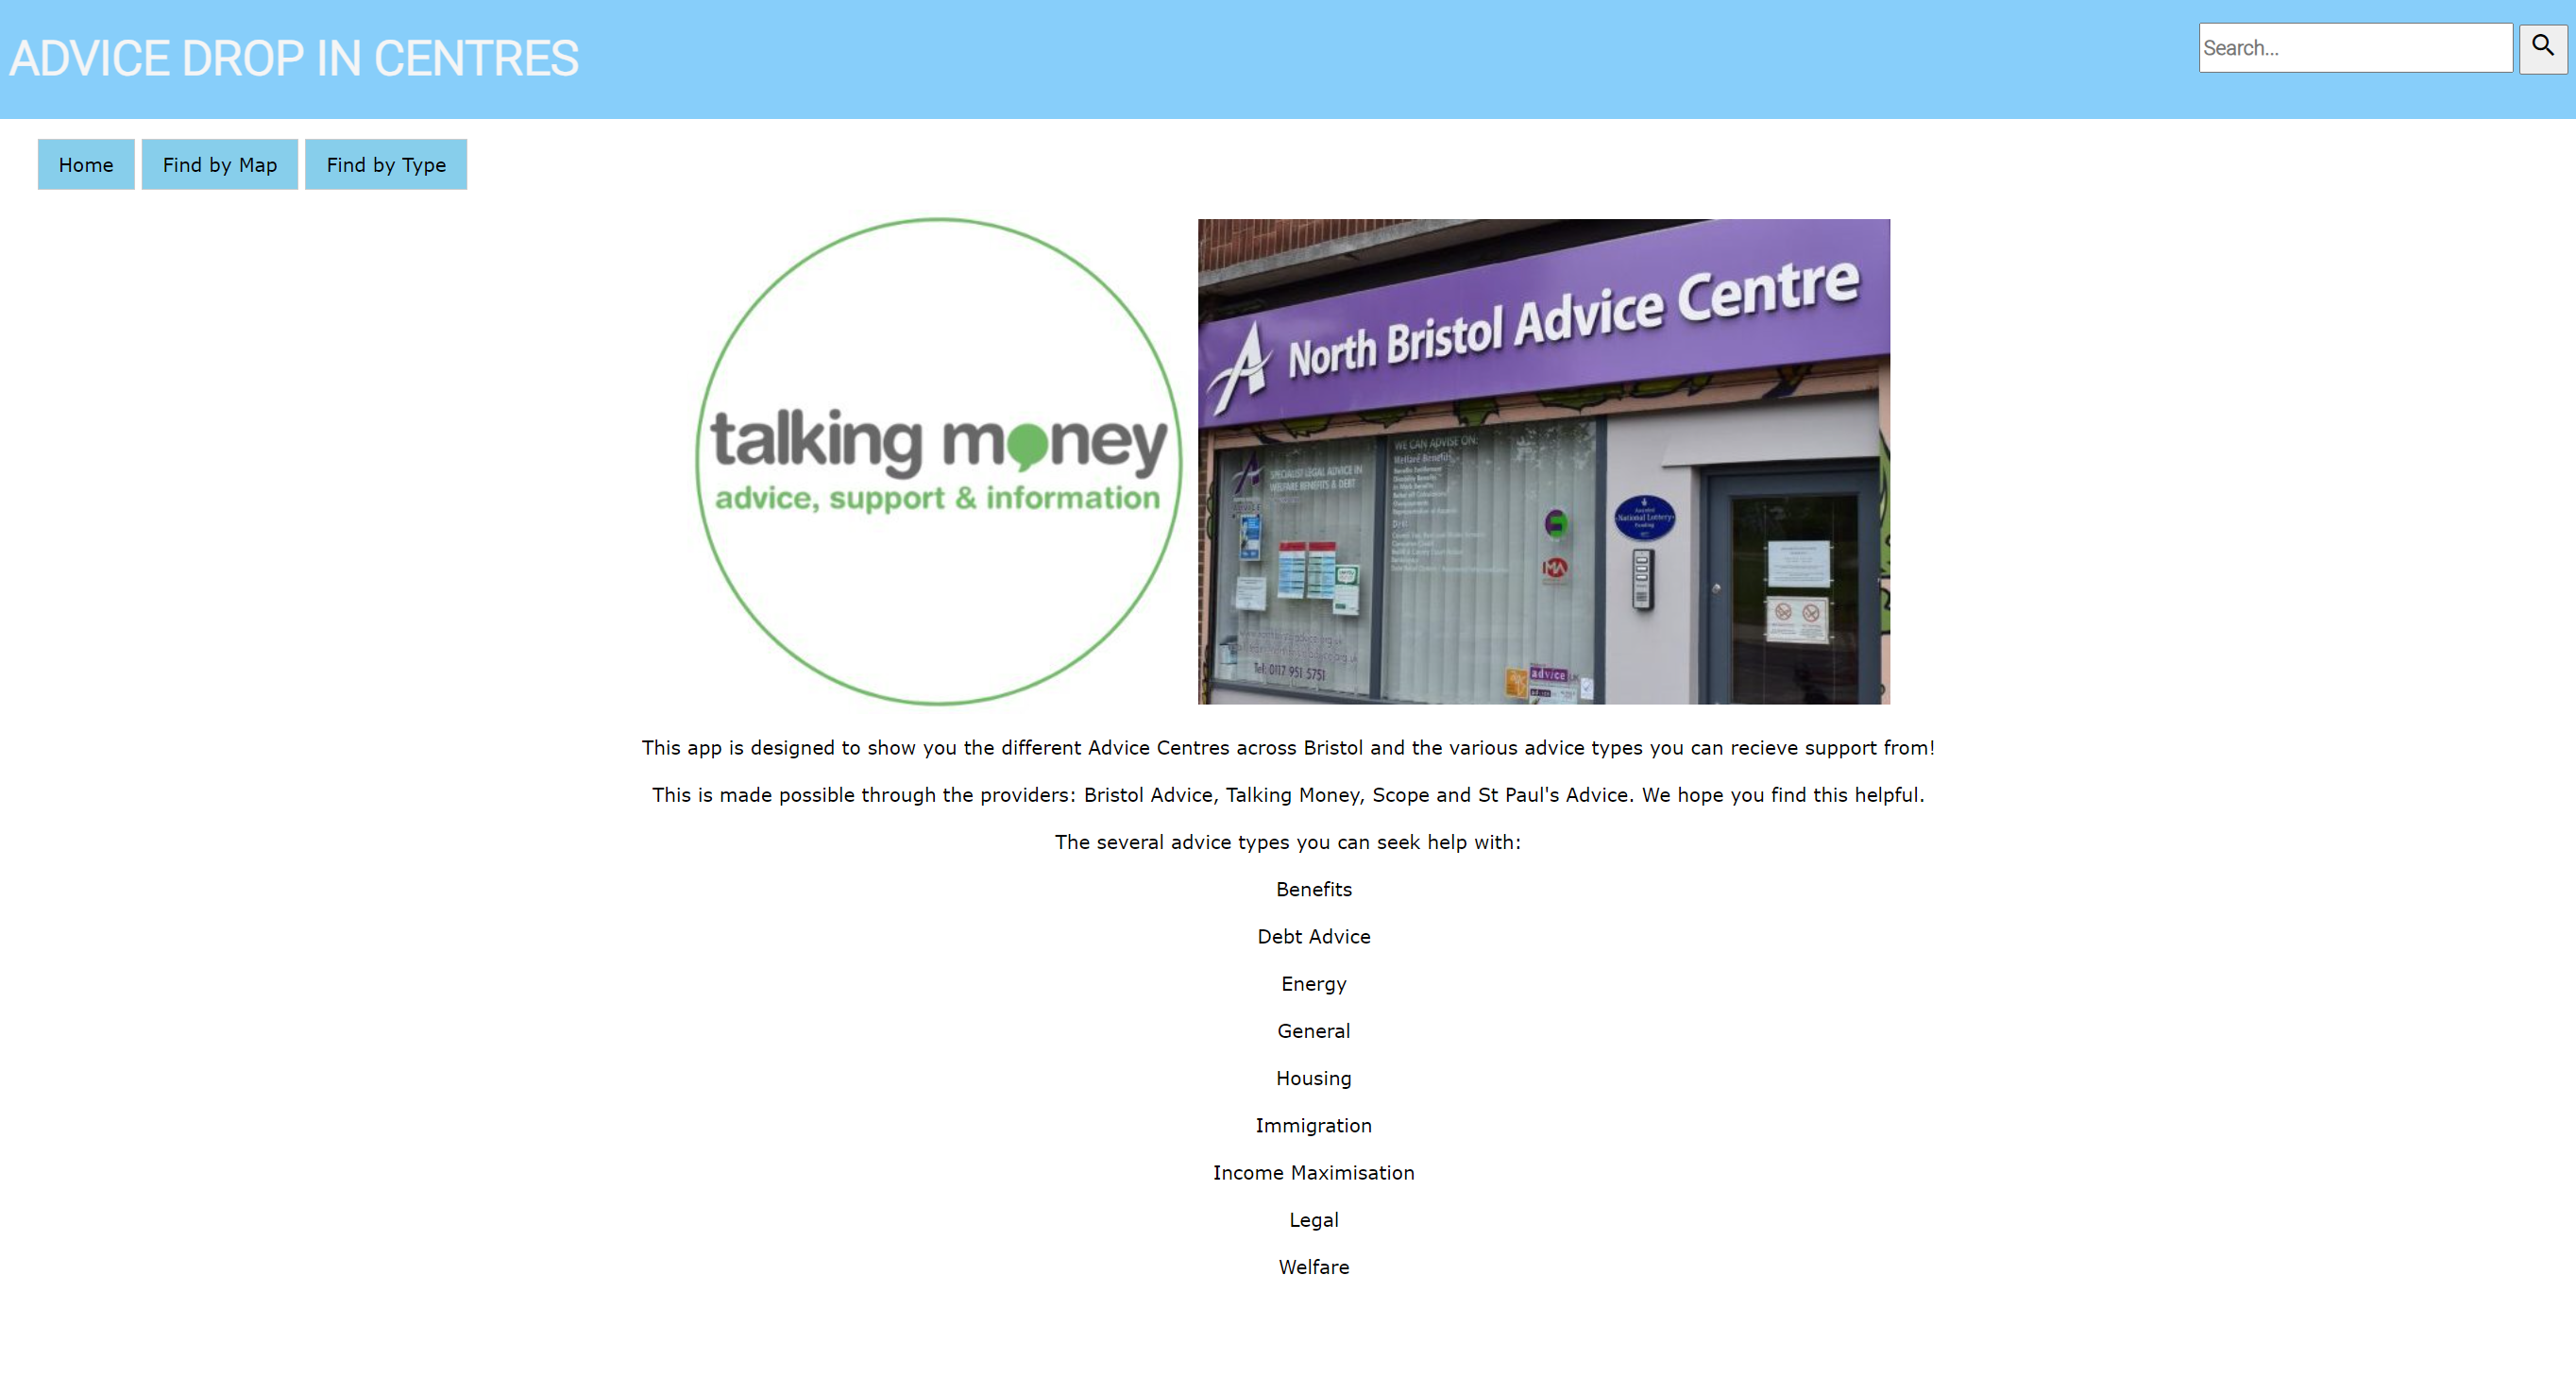 ADVICE DROP IN CENTRES
Search...
Home
Find by Map
Find by Type
talking money
advice, support & information
North Bristol Advice Centre
SPECIALIST LEGAL ADVICE IN
WELFARE BENEFITS & DEBT
WE CAN ADVISE ON:
Welfare Benefits
Debt
National Lottery
Tel: 0117 951 5751
advice
This app is designed to show you the different Advice Centres across Bristol and the various advice types you can recieve support from!
This is made possible through the providers: Bristol Advice, Talking Money, Scope and St Paul's Advice. We hope you find this helpful.
The several advice types you can seek help with:
Benefits
Debt Advice
Energy
General
Housing
Immigration
Income Maximisation
Legal
Welfare